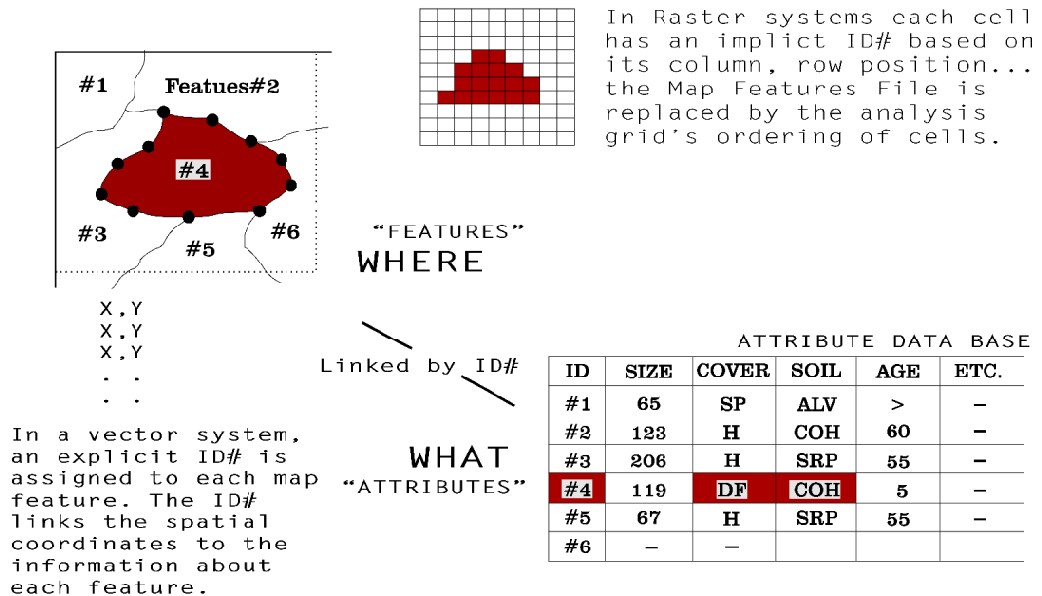 In Raster systems each cell
has an implict ID# based on
its column, row position...
the Map Features File is
replaced by the analysis
grid's ordering of cells.
#1
Featues#2
#4
#3
#5
#6
"FEATURES"
WHERE
X,Y
X,Y
X,Y
. .
. .
Linked by ID#
WHAT
"ATTRIBUTES"
In a vector system,
an explicit ID# is
assigned to each map
feature. The ID#
links the spatial
coordinates to the
information about
each feature.
ATTRIBUTE DATA BASE
ID SIZE COVER SOIL AGE ETC.
#1 65 SP ALV > –
#2 123 H COH 60 –
#3 206 H SRP 55 –
#4 119 DF COH 5 –
#5 67 H SRP 55 –
#6 – –